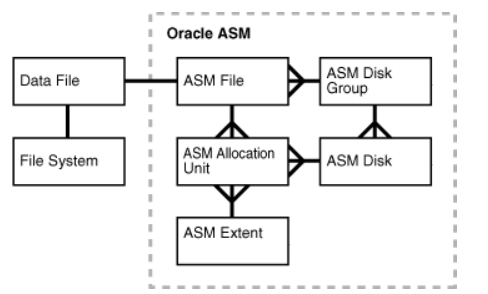 Oracle ASM
Data File
ASM File
ASM Disk
Group
File System
ASM Allocation
Unit
ASM Disk
ASM Extent